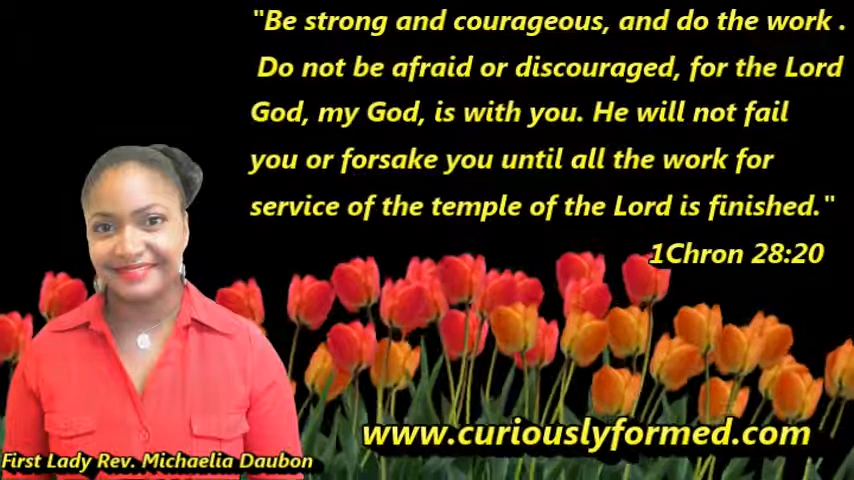 "Be strong and courageous, and do the work .
Do not be afraid or discouraged, for the Lord
God, my God, is with you. He will not fail
you or forsake you until all the work for
service of the temple of the Lord is finished."
1Chron 28:20
www.curiouslyformed.com
First Lady Rev. Michaelia Daubon